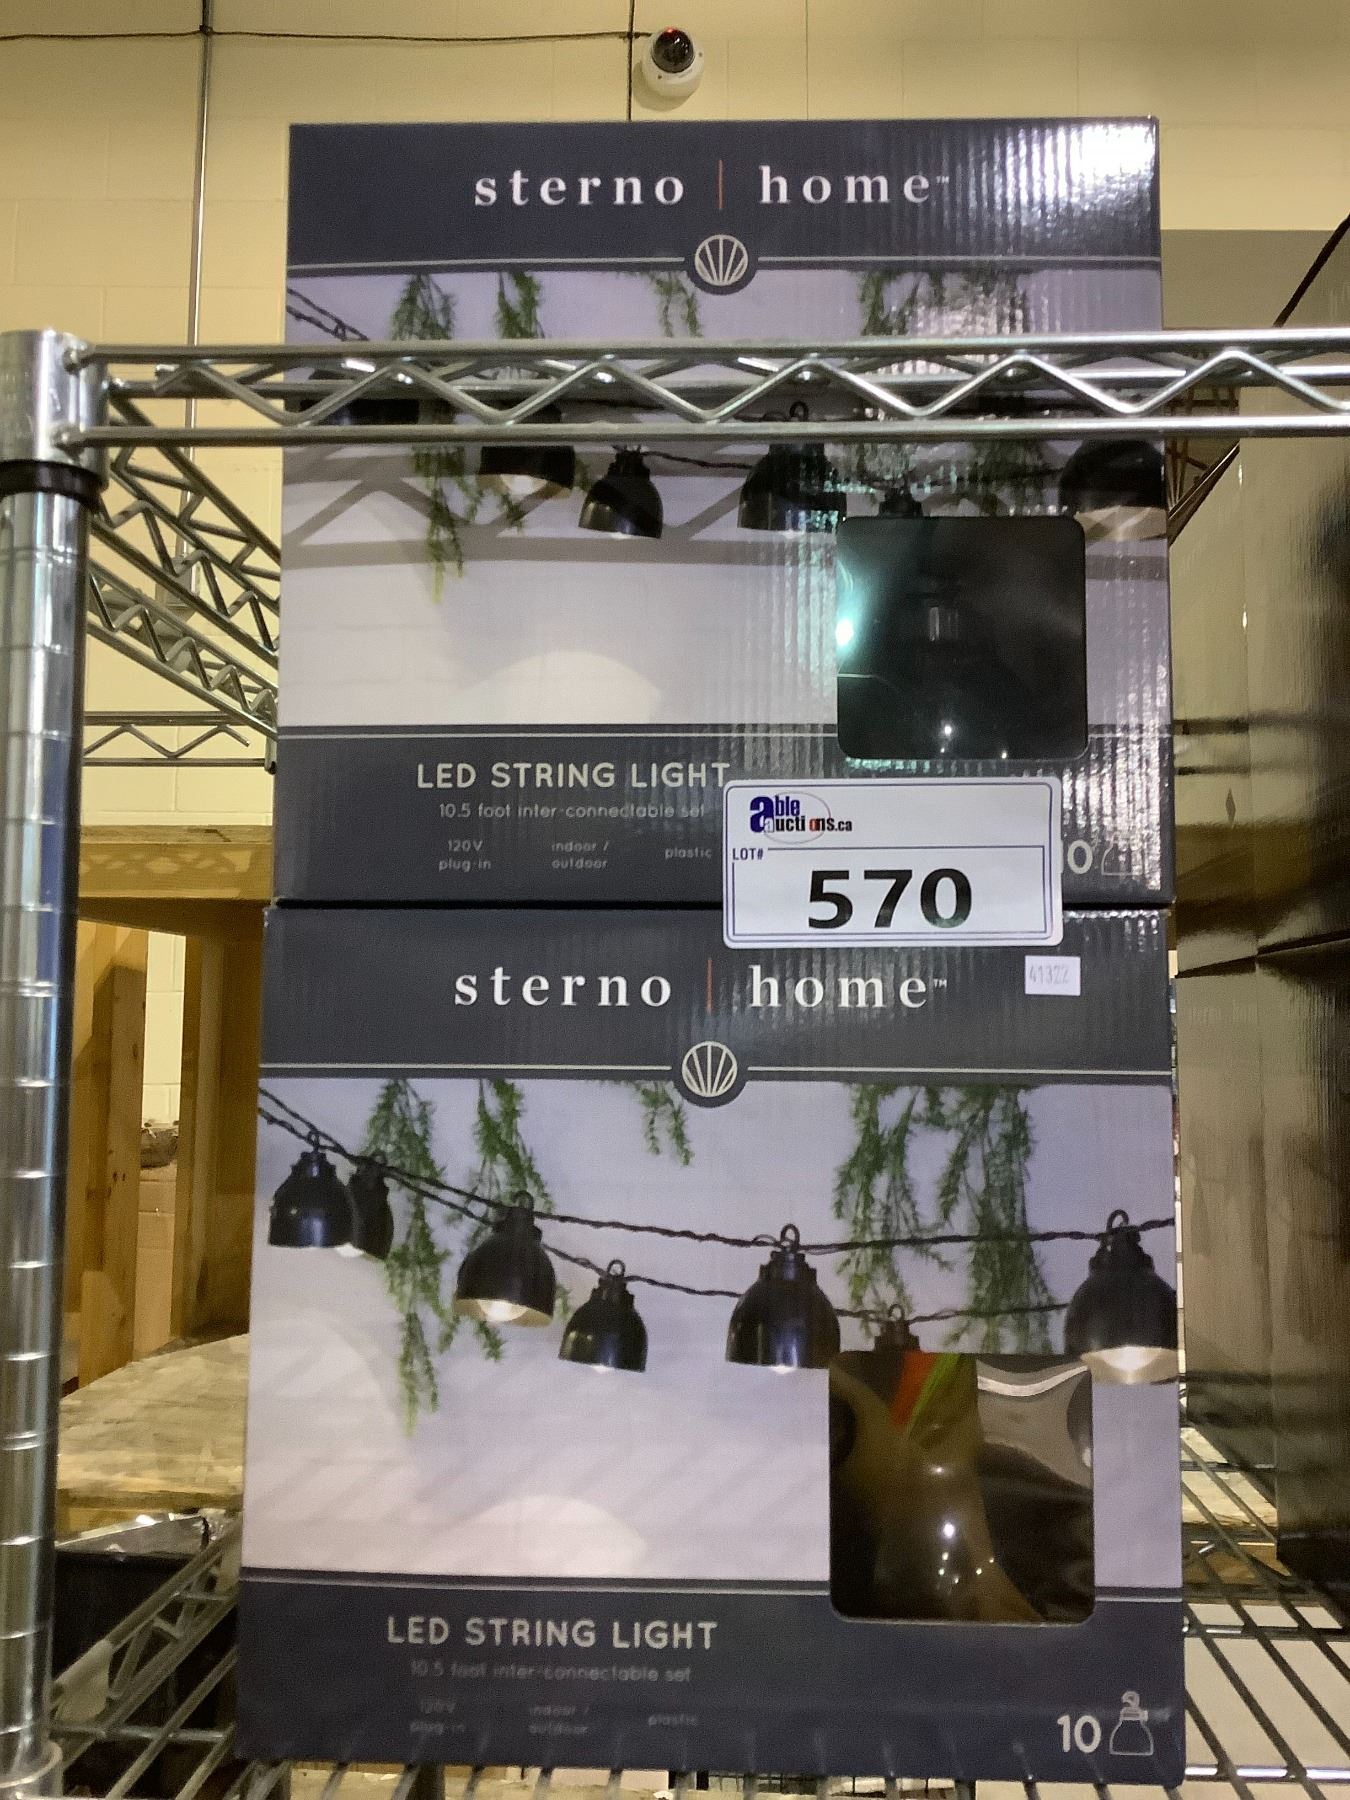 sterno | home™
LED STRING LIGHT
10.5 foot inter-connectable set
120V plug-in
indoor / outdoor
plastic
10
able auctions.ca
LOT#
570
41322
sterno | home™
LED STRING LIGHT
10.5 foot inter-connectable set
120V plug-in
indoor / outdoor
plastic
10